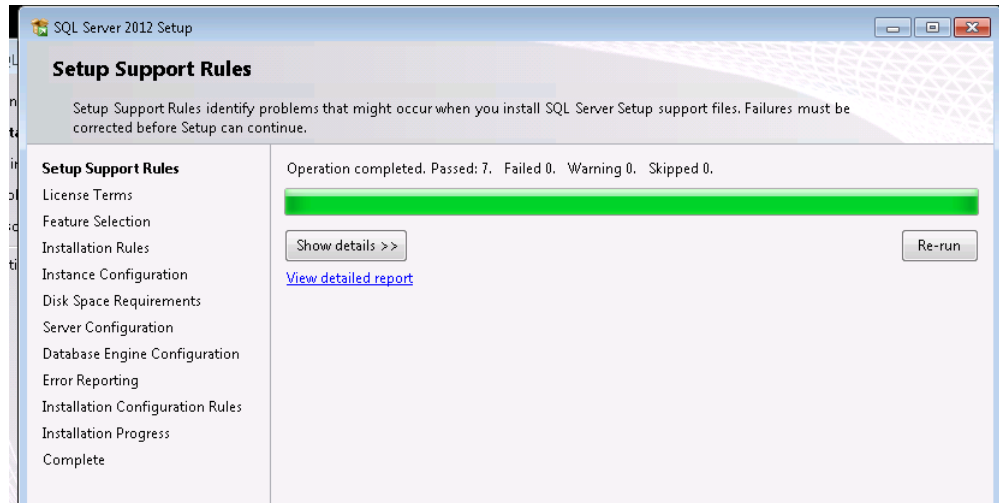 SQL Server 2012 Setup
Setup Support Rules
Setup Support Rules identify problems that might occur when you install SQL Server Setup support files. Failures must be
corrected before Setup can continue.
Setup Support Rules
License Terms
Feature Selection
Installation Rules
Instance Configuration
Disk Space Requirements
Server Configuration
Database Engine Configuration
Error Reporting
Installation Configuration Rules
Installation Progress
Complete
Operation completed. Passed: 7. Failed 0. Warning 0. Skipped 0.
Show details >>
Re-run
View detailed report